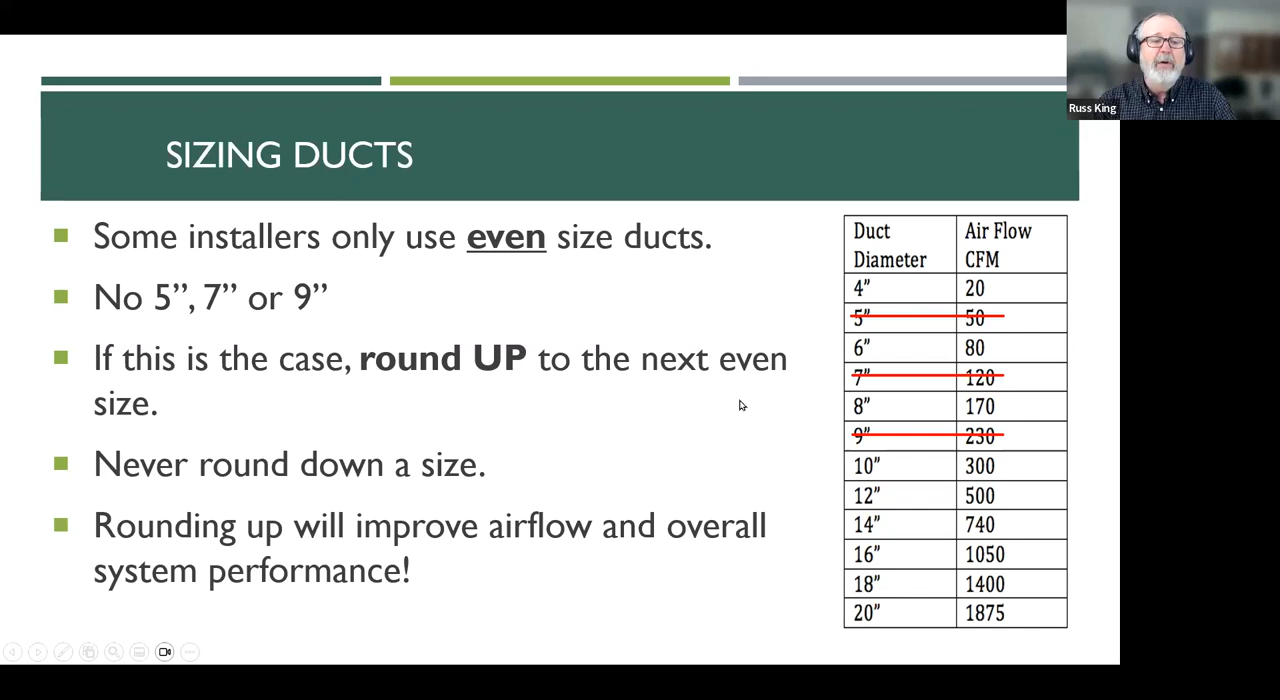 Russ King
SIZING DUCTS
Some installers only use even size ducts.
No 5”, 7” or 9”
If this is the case, round UP to the next even
size.
Never round down a size.
Rounding up will improve airflow and overall
system performance!
Duct Air Flow
Diameter CFM
4” 20
5” 50
6” 80
7” 120
8” 170
9” 230
10” 300
12” 500
14” 740
16” 1050
18” 1400
20” 1875